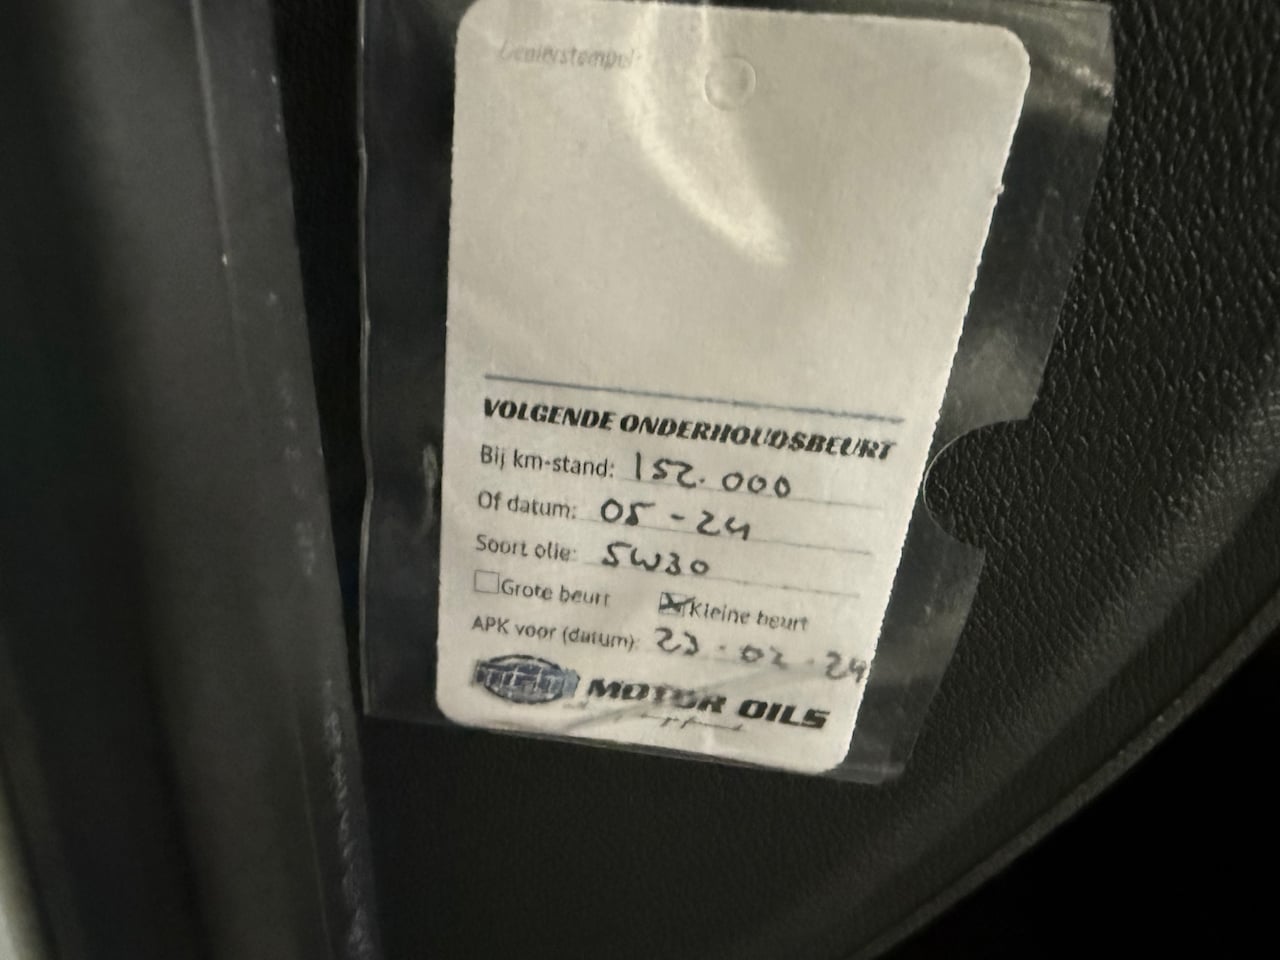 Dealerstempel:
VOLGENDE ONDERHOUDSBEURT
Bij km-stand: 152.000
Of datum: 05-24
Soort olie: 5W30
Grote beurt Kleine beurt
APK voor (datum): 23-02-24
MOTOR OILS